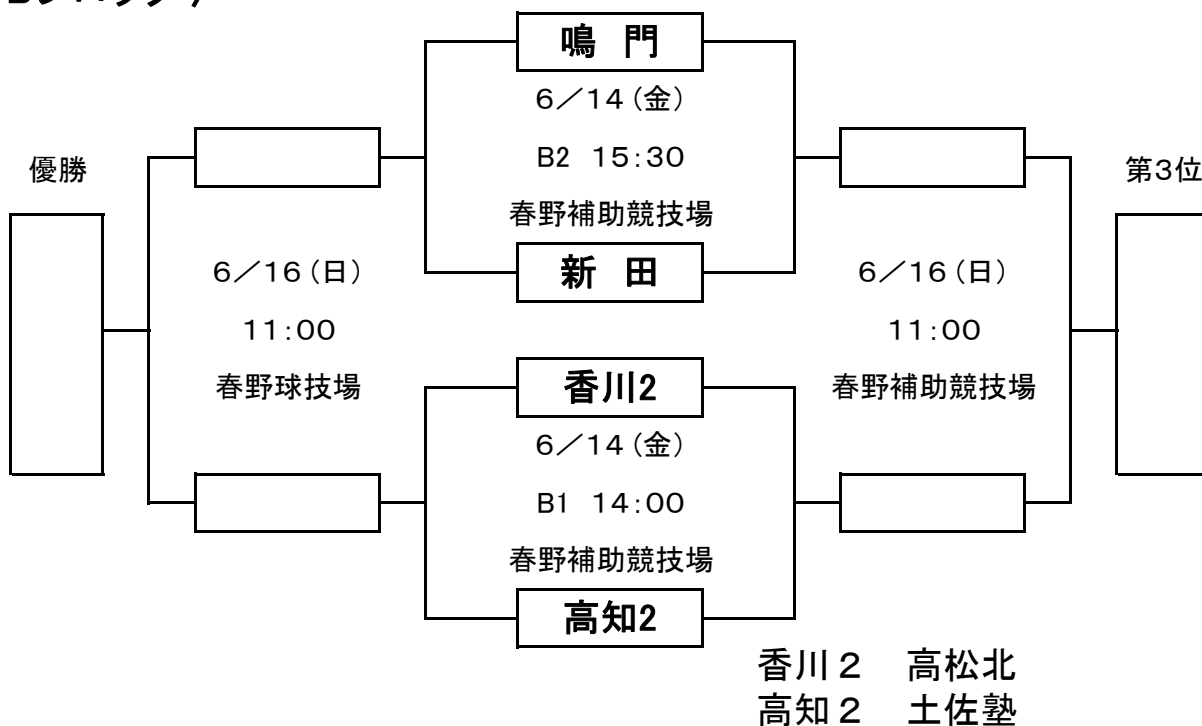 鳴 門
6／14(金)
B2 15:30
春野補助競技場
新 田
優勝
第3位
6／16(日)
11:00
春野球技場
6／16(日)
11:00
春野補助競技場
香川2
6／14(金)
B1 14:00
春野補助競技場
高知2
香川２ 高松北
高知２ 土佐塾